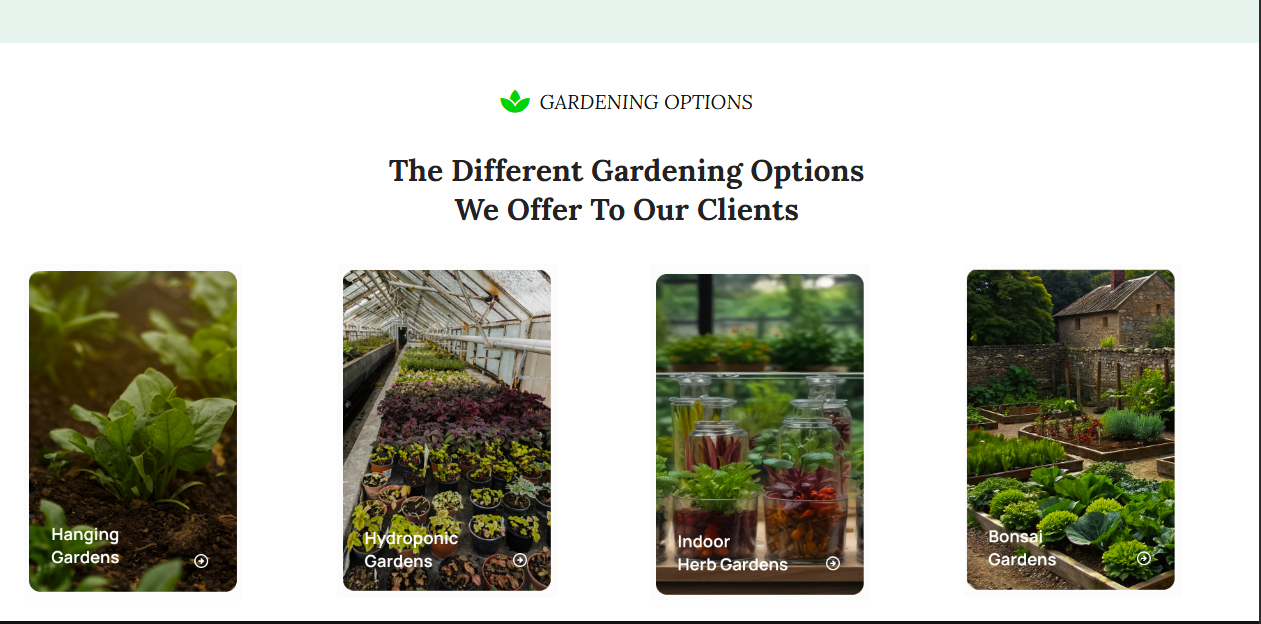 GARDENING OPTIONS
The Different Gardening Options
We Offer To Our Clients
Hanging
Gardens
Hydroponic
Gardens
Indoor
Herb Gardens
Bonsai
Gardens